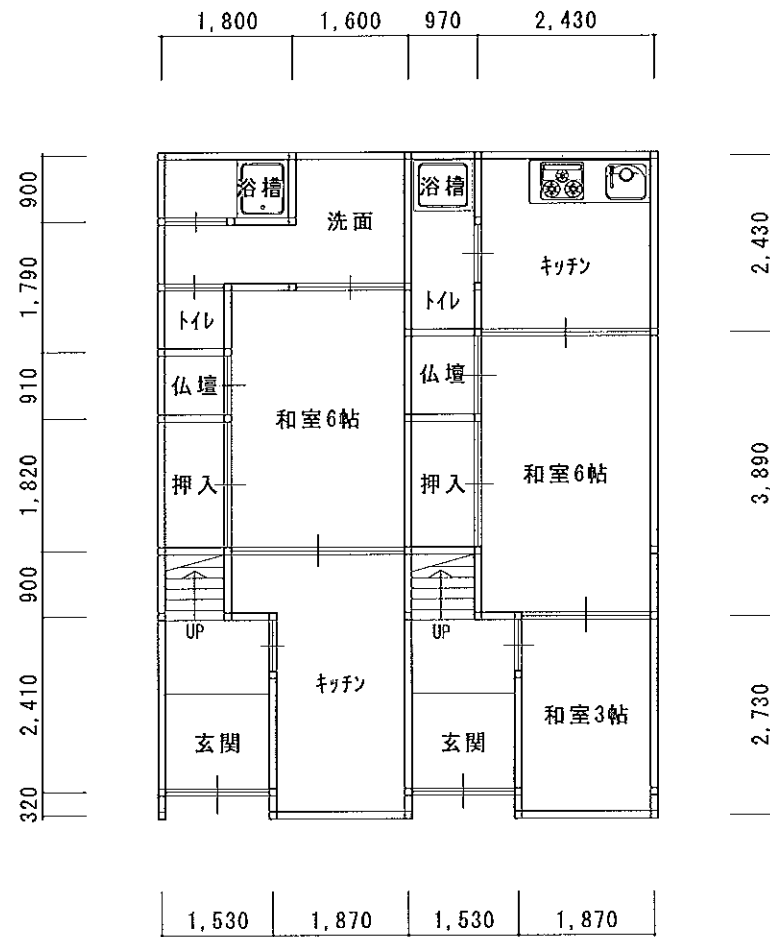 1,800 1,600 970 2,430
900
1,790
910
1,820
900
2,410
320
2,430
3,890
2,730
浴槽
洗面
浴槽
キッチン
トイレ
トイレ
仏壇
仏壇
和室6帖
押入
押入
和室6帖
UP
UP
キッチン
玄関
玄関
和室3帖
1,530 1,870 1,530 1,870